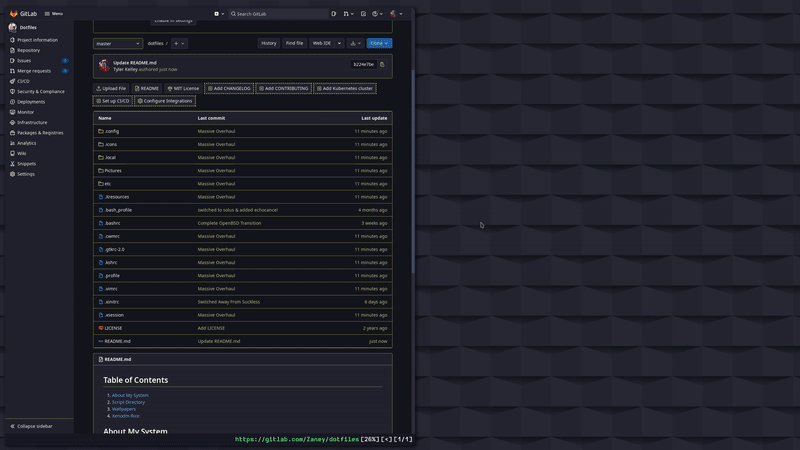 Enable in settings
GitLab
Menu
Search GitLab
Dotfiles
Project information
Repository
Issues
0
Merge requests
0
CI/CD
Security & Compliance
Deployments
Monitor
Infrastructure
Packages & Registries
Analytics
Wiki
Snippets
Settings
Collapse sidebar
master
dotfiles / +
History
Find file
Web IDE
Clone
Update README.md
Tyler Kelley authored just now
b224e7be
Upload File
README
MIT License
Add CHANGELOG
Add CONTRIBUTING
Add Kubernetes cluster
Set up CI/CD
Configure Integrations
Name Last commit Last update
.config Massive Overhaul 11 minutes ago
.icons Massive Overhaul 11 minutes ago
.local Massive Overhaul 11 minutes ago
Pictures Massive Overhaul 11 minutes ago
etc Massive Overhaul 11 minutes ago
.Xresources Massive Overhaul 11 minutes ago
.bash_profile switched to solus & added echocancel 4 months ago
.bashrc Complete OpenBSD Transition 3 weeks ago
.cwmrc Massive Overhaul 11 minutes ago
.gtkrc-2.0 Massive Overhaul 11 minutes ago
.kshrc Massive Overhaul 11 minutes ago
.profile Massive Overhaul 11 minutes ago
.vimrc Massive Overhaul 11 minutes ago
.xinitrc Switched Away From Suckless 6 days ago
.xsession Massive Overhaul 11 minutes ago
LICENSE Add LICENSE 2 years ago
README.md Update README.md just now
README.md
Table of Contents
1. About My System
2. Script Directory
3. Wallpapers
4. Xenodm Rice
About My System
https://gitlab.com/Zaney/dotfiles [26%][<][1/1]